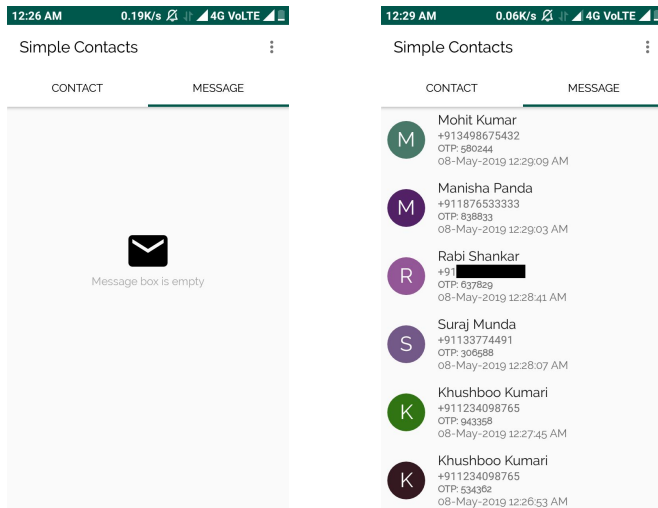 12:26 AM 0.19K/s 4G VoLTE
Simple Contacts
CONTACT MESSAGE
Message box is empty
12:29 AM 0.06K/s 4G VoLTE
Simple Contacts
CONTACT MESSAGE
M Mohit Kumar
+913498675432
OTP: 580244
08-May-2019 12:29:09 AM
M Manisha Panda
+911876533333
OTP: 838833
08-May-2019 12:29:03 AM
R Rabi Shankar
+91
OTP: 637829
08-May-2019 12:28:41 AM
S Suraj Munda
+91133774491
OTP: 306588
08-May-2019 12:28:07 AM
K Khushboo Kumari
+911234098765
OTP: 943358
08-May-2019 12:27:45 AM
K Khushboo Kumari
+911234098765
OTP: 534362
08-May-2019 12:26:53 AM